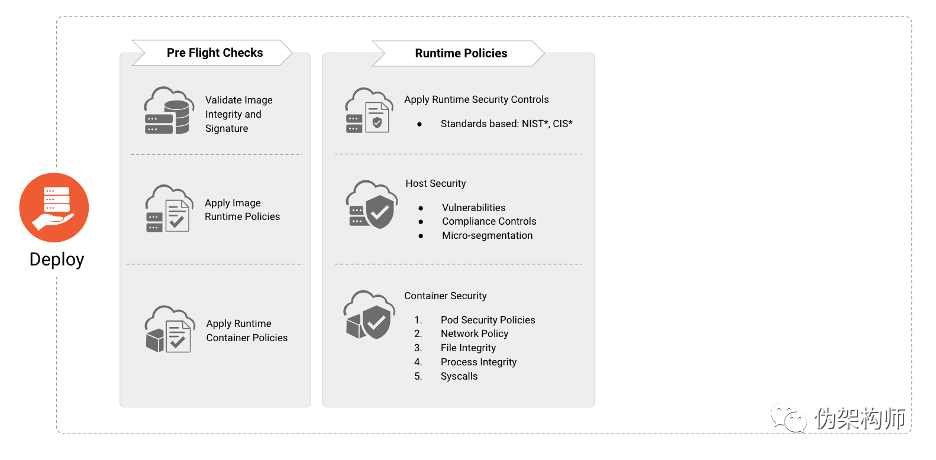 Deploy
Pre Flight Checks
Validate Image
Integrity and
Signature
Apply Image
Runtime Policies
Apply Runtime
Container Policies
Runtime Policies
Apply Runtime Security Controls
● Standards based: NIST*, CIS*
Host Security
● Vulnerabilities
● Compliance Controls
● Micro-segmentation
Container Security
1. Pod Security Policies
2. Network Policy
3. File Integrity
4. Process Integrity
5. Syscalls
伪架构师